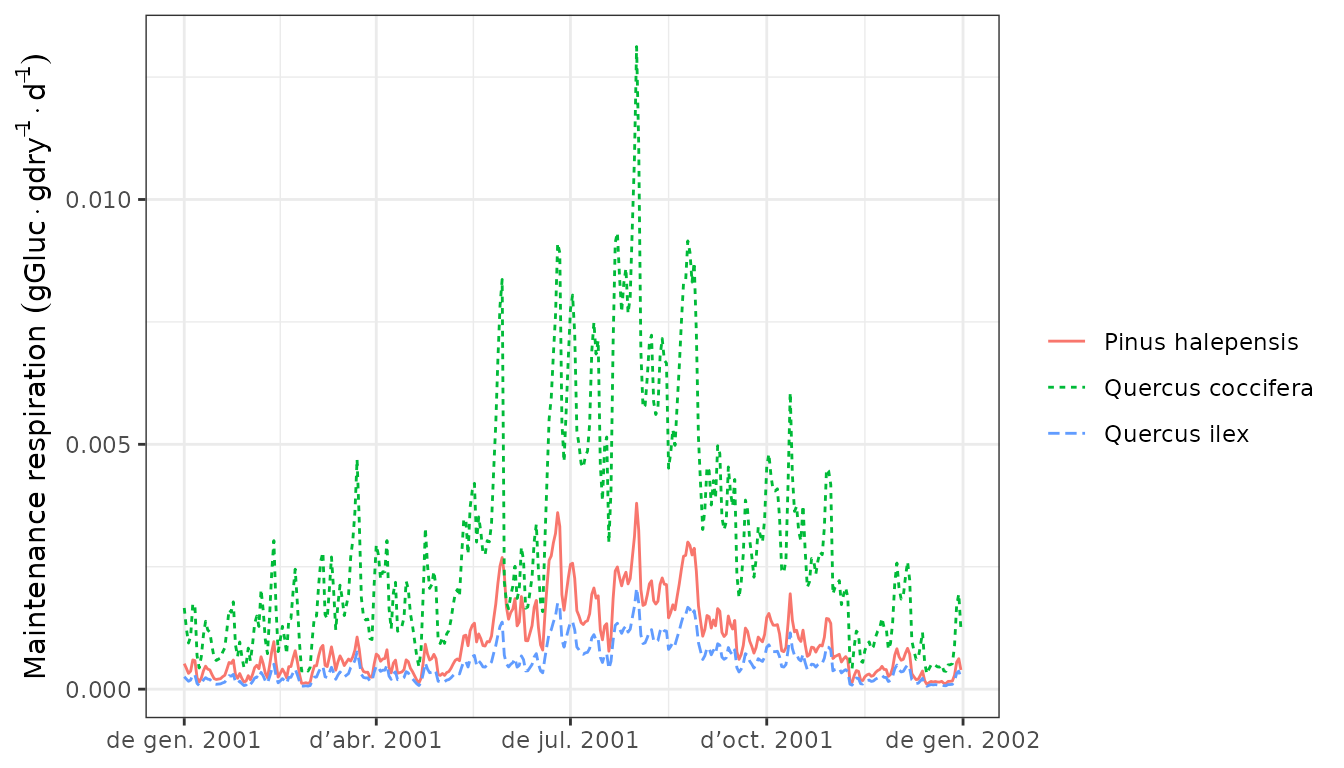 Maintenance respiration (gGluc · gdry⁻¹ · d⁻¹)
0.010
0.005
0.000
de gen. 2001
d’abr. 2001
de jul. 2001
d’oct. 2001
de gen. 2002
Pinus halepensis
Quercus coccifera
Quercus ilex